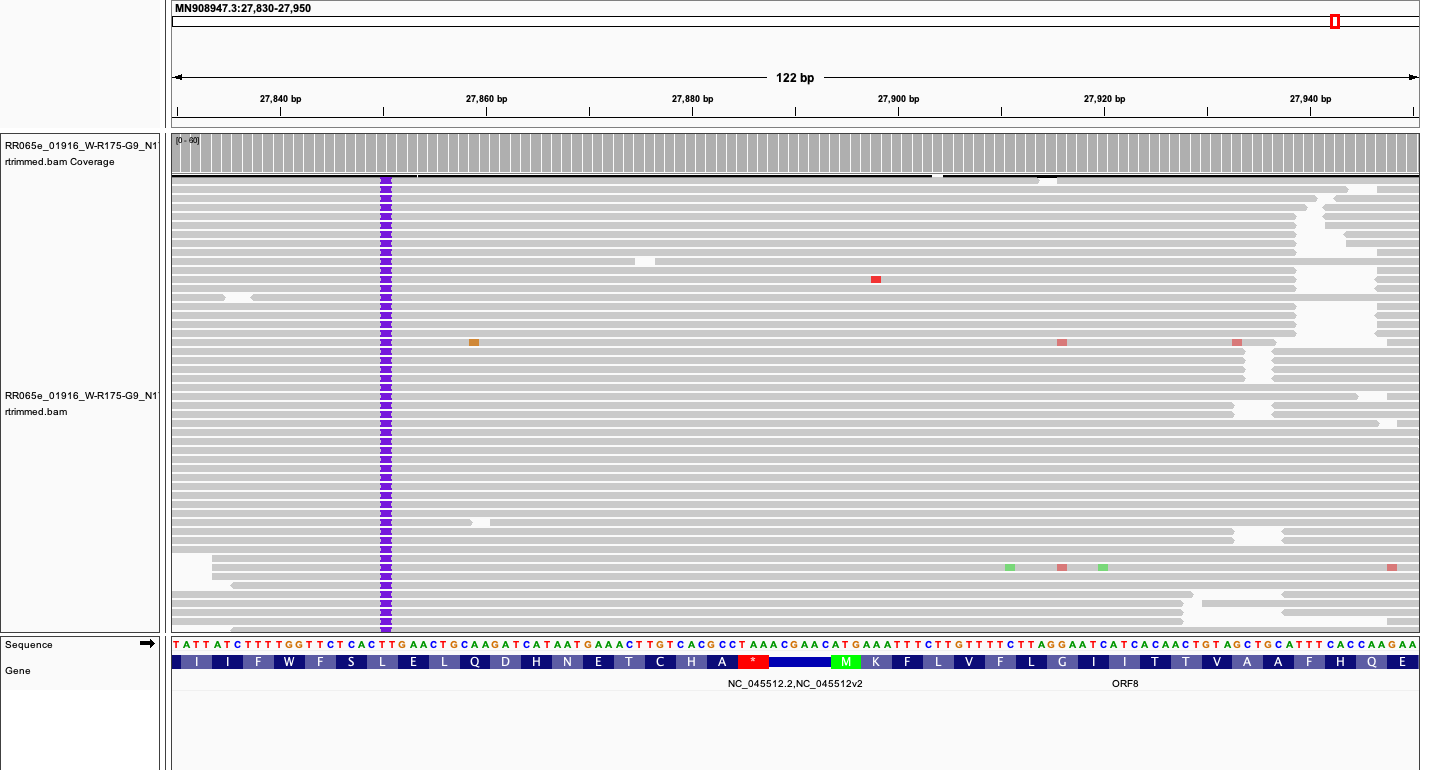 MN908947.3:27,830-27,950
122 bp
27,840 bp 27,860 bp 27,880 bp 27,900 bp 27,920 bp 27,940 bp
RR065e_01916_W-R175-G9_N1
rtrimmed.bam Coverage
[0 - 60]
RR065e_01916_W-R175-G9_N1
rtrimmed.bam
Sequence
TATTATCTTTTGGTTCTCACTTGAACTGCAAGATCATAATGAAACTTGTCACGCCTAAACGAACATGAAATTTCTTGTTTTCTTAGGAATCATCACAACTGTAGCTGCATTTCACCAAGAA
Gene
I I F W F S L E L Q D H N E T C H A * M K F L V F L G I I T T V A A F H Q E
NC_045512.2,NC_045512v2 ORF8